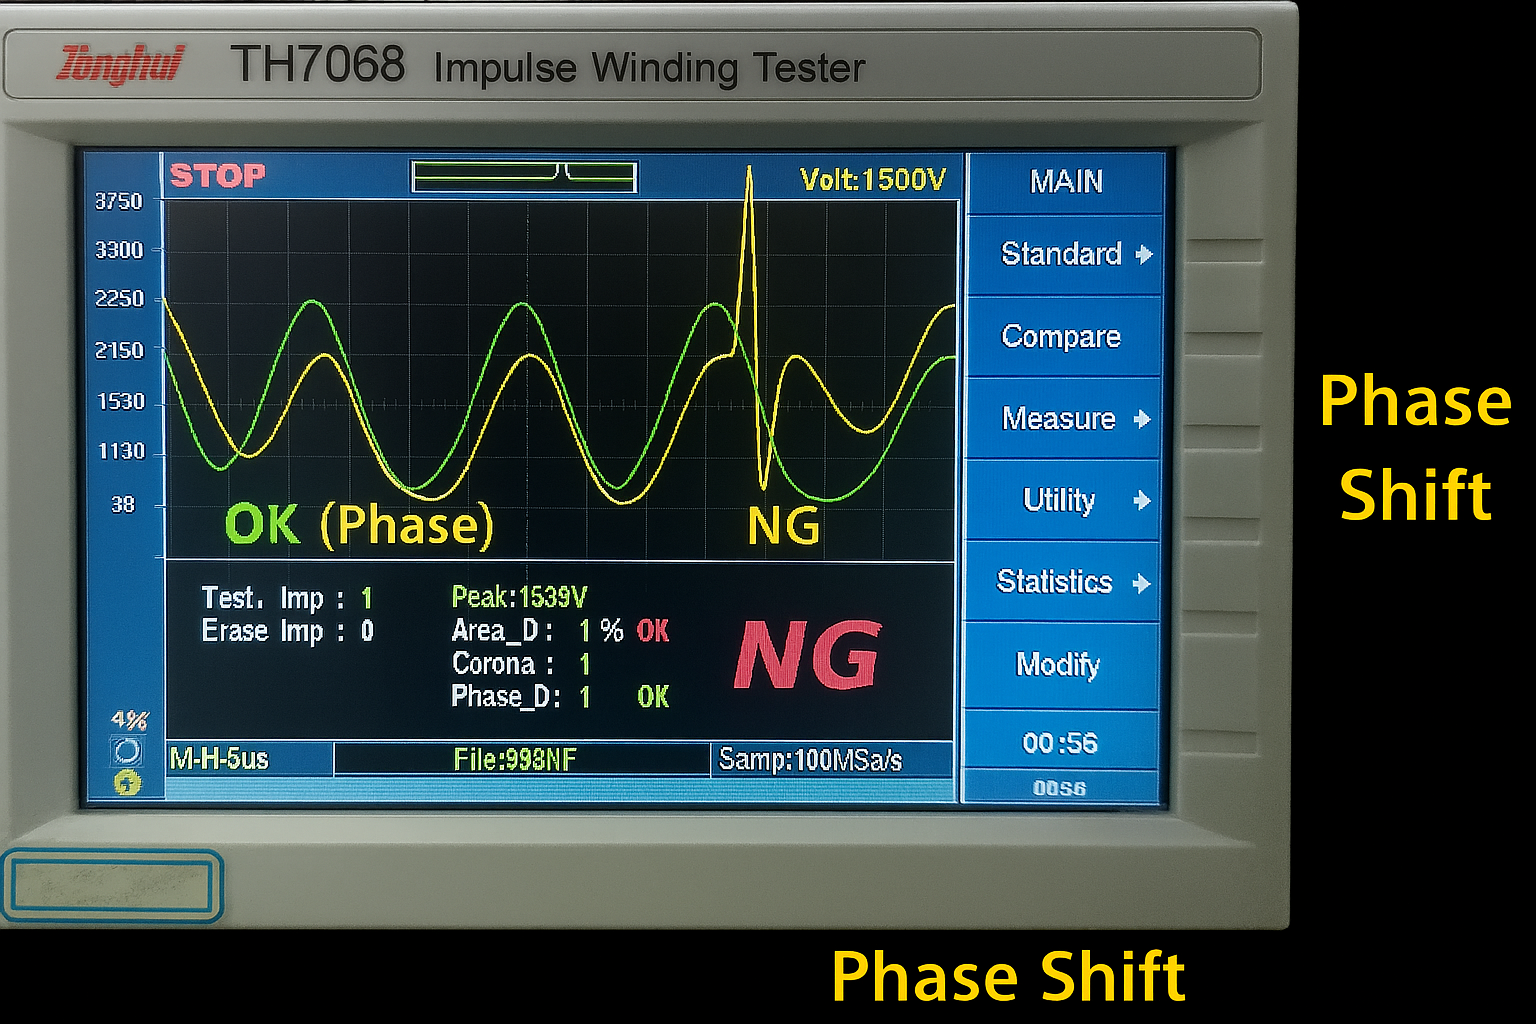 Tonghui TH7068 Impulse Winding Tester
STOP
Volt:1500V
3750
3300
2250
2150
1530
1130
38
OK (Phase)
NG
Test. Imp : 1
Erase Imp : 0
Peak:1539V
Area_D: 1 % OK
Corona : 1
Phase_D: 1 OK
NG
4%
M-H-5us
File:998NF
Samp:100MSa/s
MAIN
Standard
Compare
Measure
Utility
Statistics
Modify
00:56
0056
Phase
Shift
Phase Shift